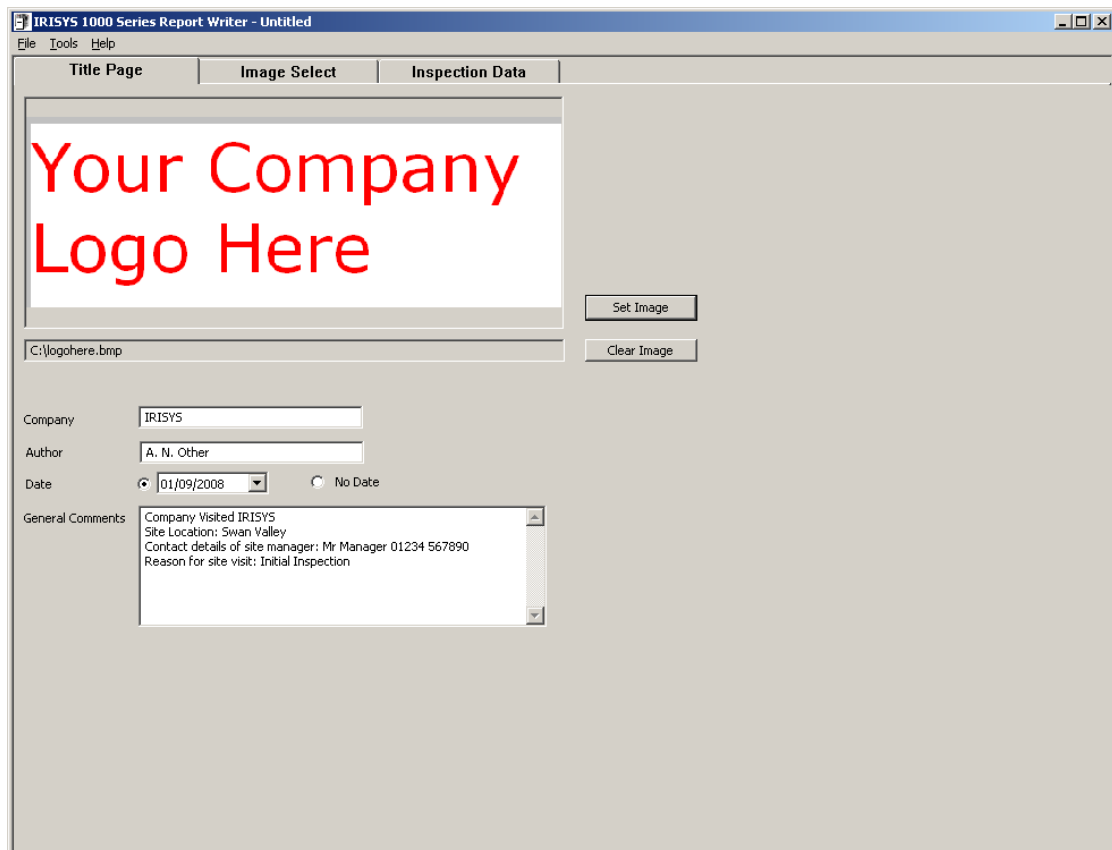 IRISYS 1000 Series Report Writer - Untitled
File Tools Help
Title Page Image Select Inspection Data
Your Company
Logo Here
Set Image
C:\logohere.bmp Clear Image
Company IRISYS
Author A. N. Other
Date 01/09/2008 No Date
General Comments Company Visited IRISYS
Site Location: Swan Valley
Contact details of site manager: Mr Manager 01234 567890
Reason for site visit: Initial Inspection